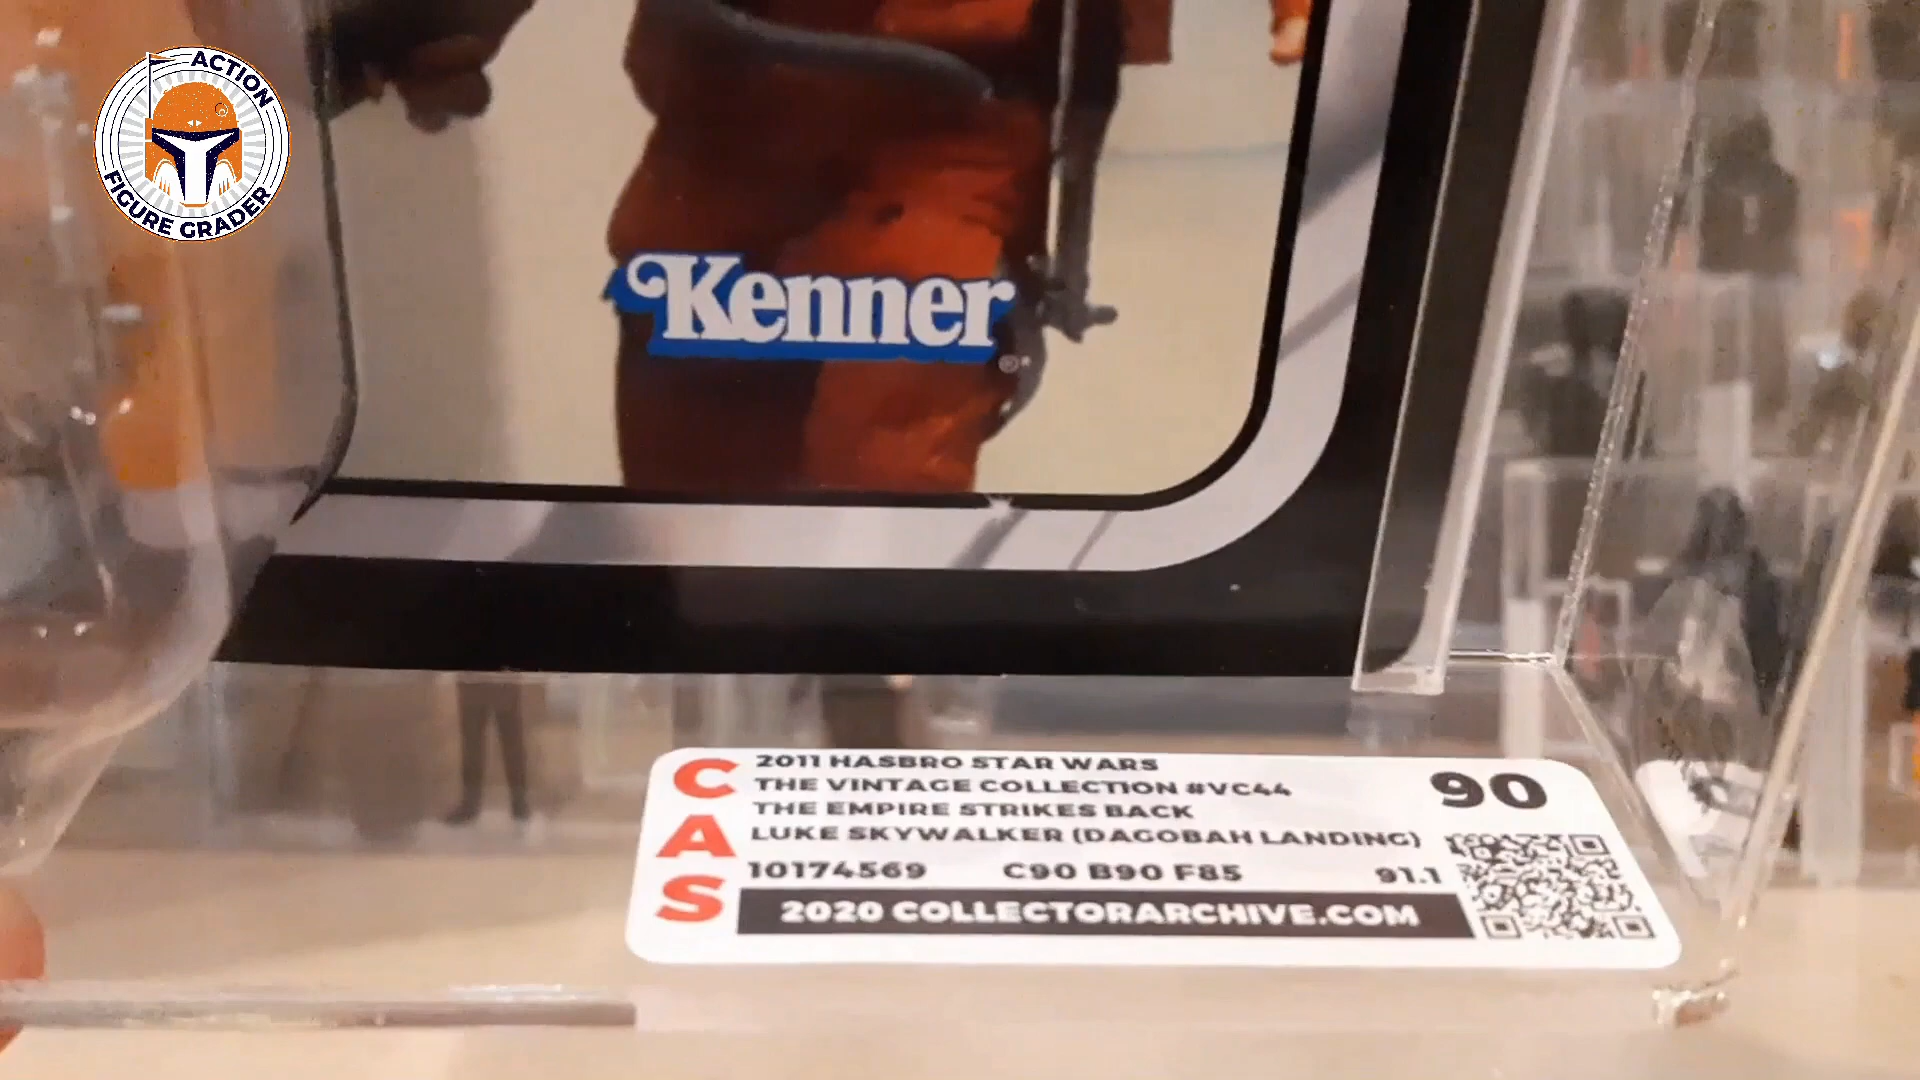 ACTION
FIGURE GRADER
Kenner
CAS
2011 HASBRO STAR WARS
THE VINTAGE COLLECTION #VC44
THE EMPIRE STRIKES BACK
LUKE SKYWALKER (DAGOBAH LANDING)
90
10174569 C90 B90 F85 91.1
2020 COLLECTORARCHIVE.COM